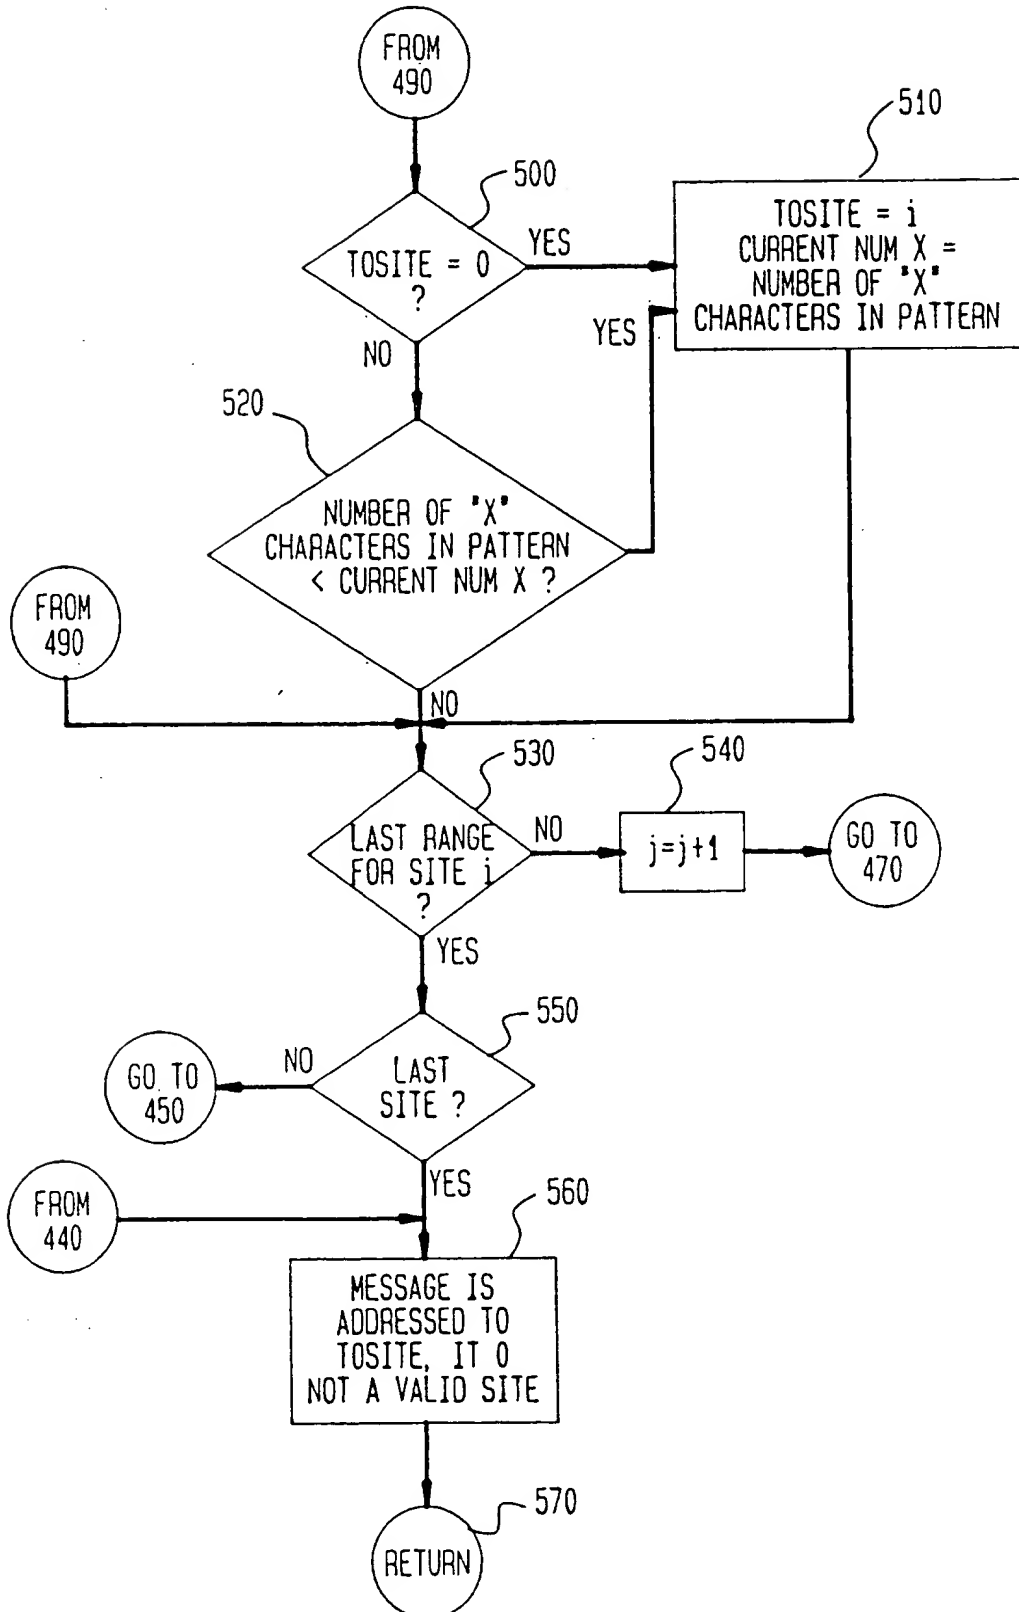 FROM
490
500
510
TOSITE = 0
?
YES
TOSITE = i
CURRENT NUM X =
NUMBER OF "X"
CHARACTERS IN PATTERN
NO
YES
520
NUMBER OF "X"
CHARACTERS IN PATTERN
< CURRENT NUM X ?
FROM
490
NO
530
540
LAST RANGE
FOR SITE i
?
NO
j=j+1
GO TO
470
YES
550
NO
LAST
SITE ?
GO TO
450
YES
FROM
440
560
MESSAGE IS
ADDRESSED TO
TOSITE, IT 0
NOT A VALID SITE
570
RETURN